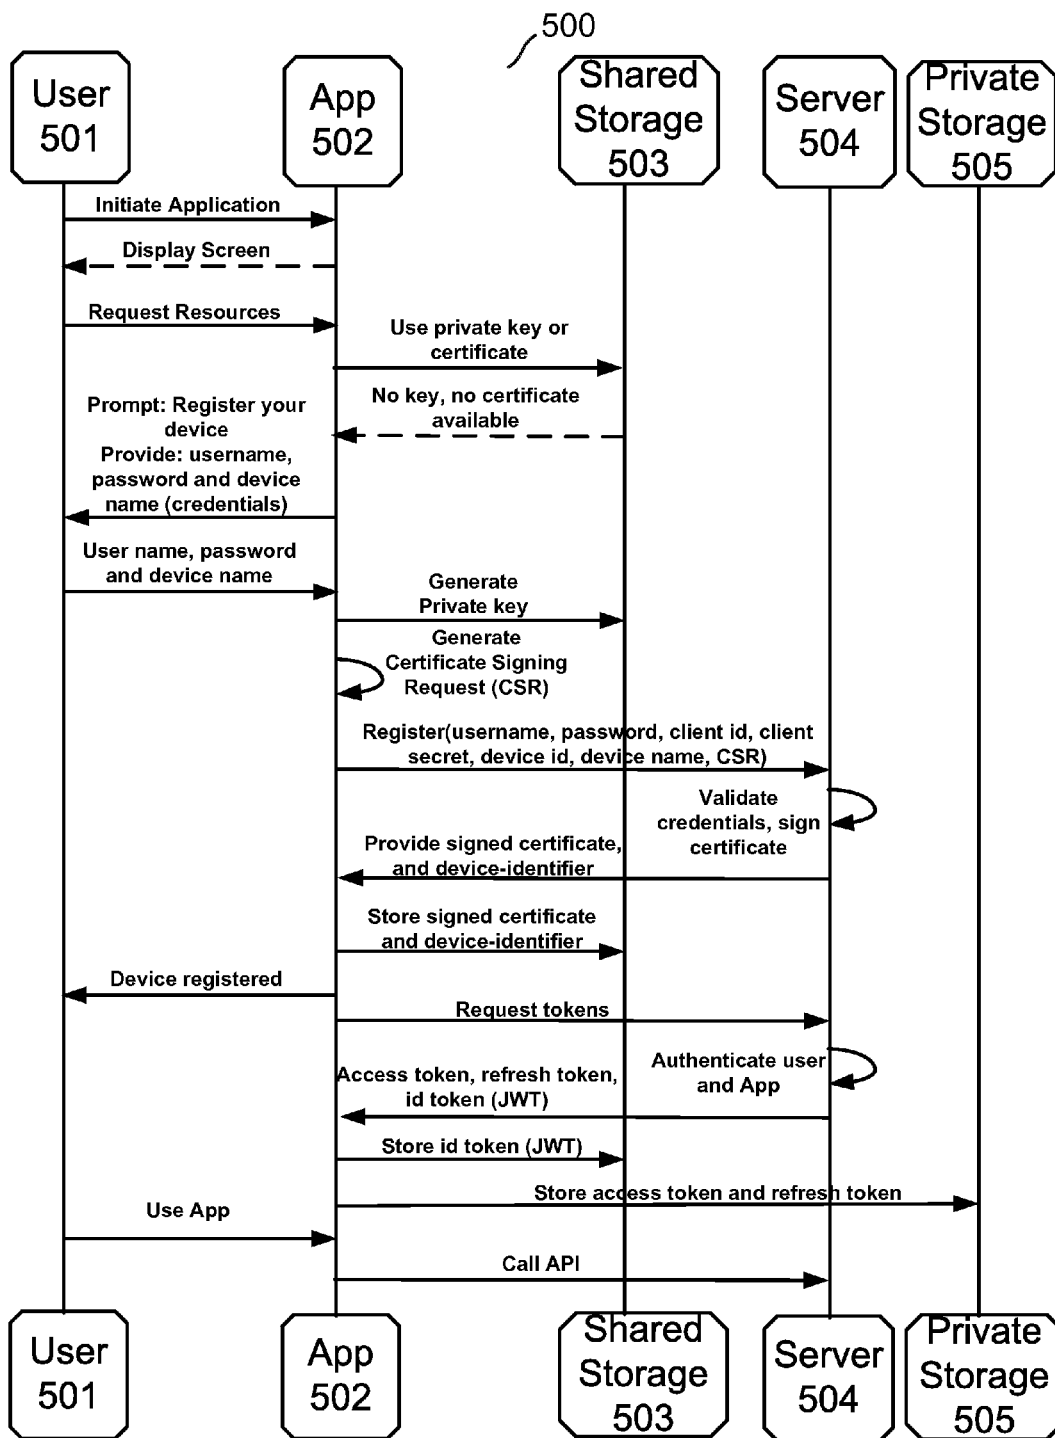 500
User
501
App
502
Shared
Storage
503
Server
504
Private
Storage
505
Initiate Application
Display Screen
Request Resources
Use private key or
certificate
No key, no certificate
available
Prompt: Register your
device
Provide: username,
password and device
name (credentials)
User name, password
and device name
Generate
Private key
Generate
Certificate Signing
Request (CSR)
Register(username, password, client id, client
secret, device id, device name, CSR)
Validate
credentials, sign
certificate
Provide signed certificate,
and device-identifier
Store signed certificate
and device-identifier
Device registered
Request tokens
Authenticate user
and App
Access token, refresh token,
id token (JWT)
Store id token (JWT)
Store access token and refresh token
Use App
Call API
User
501
App
502
Shared
Storage
503
Server
504
Private
Storage
505